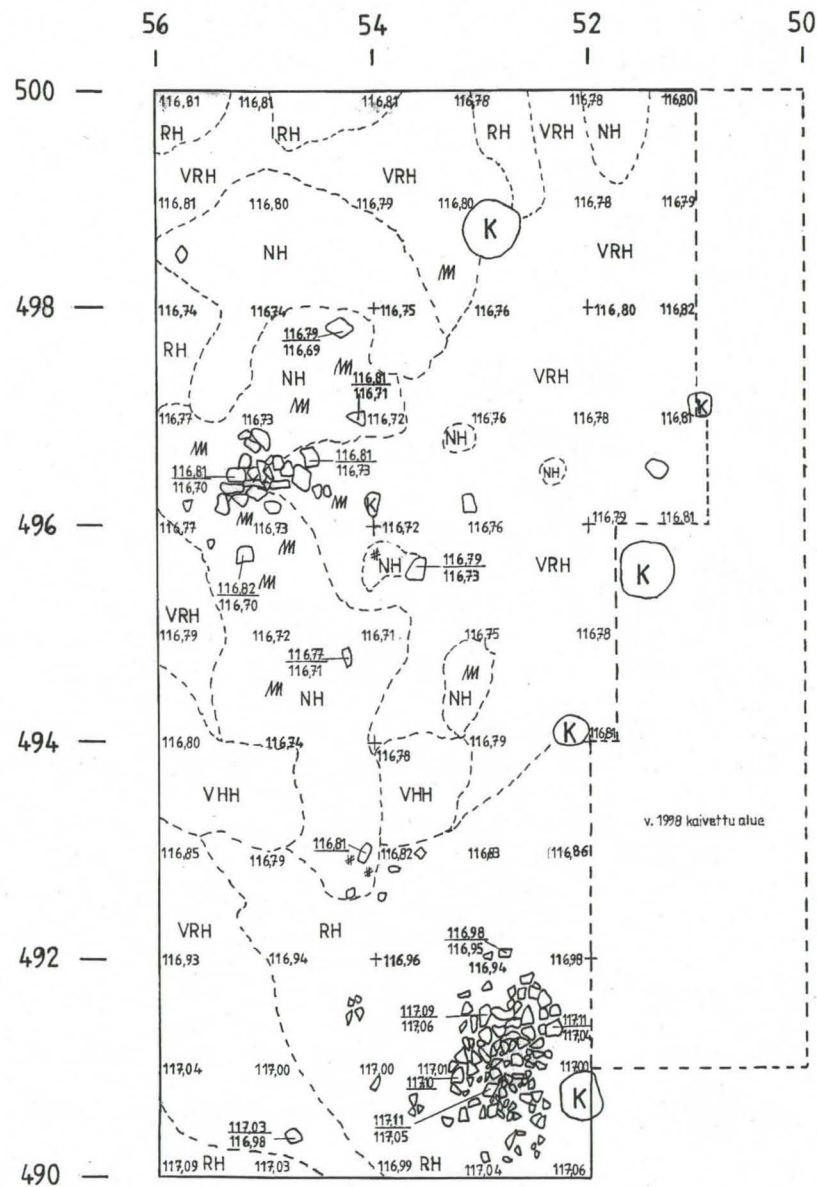 56 54 52 50
500
116,81 116,81 116,81 116,78 116,78 116,80
RH RH RH VRH NH
VRH VRH
116,81 116,80 116,79 116,80 116,78 116,79
K
NH VRH
498
116,74 116,74 116,75 116,76 116,80 116,82
116,79
116,69
RH
NH
116,81
116,71
VRH
116,77 116,73 116,72 116,76 116,78 116,81
K
NH
116,81
116,70
116,81
116,73
NH
K
496
116,77 116,73 116,72 116,76 116,79 116,81
NH
116,79
116,73
VRH
K
116,82
116,70
VRH
116,79 116,72 116,71 116,75 116,78
116,77
116,71
NH NH
494
K
116,80 116,74 116,78 116,79 116,81
VHH VHH
v. 1998 kaivettu alue
116,81
116,85 116,79 116,82 116,83 116,86
VRH RH
116,98
116,95
492
116,93 116,94 116,96 116,94 116,98
117,09
117,06
117,11
117,04
117,04 117,00 117,00 117,01 117,00
117,10
K
117,11
117,05
117,03
116,98
490
117,09 RH 117,03 116,99 RH 117,04 117,06